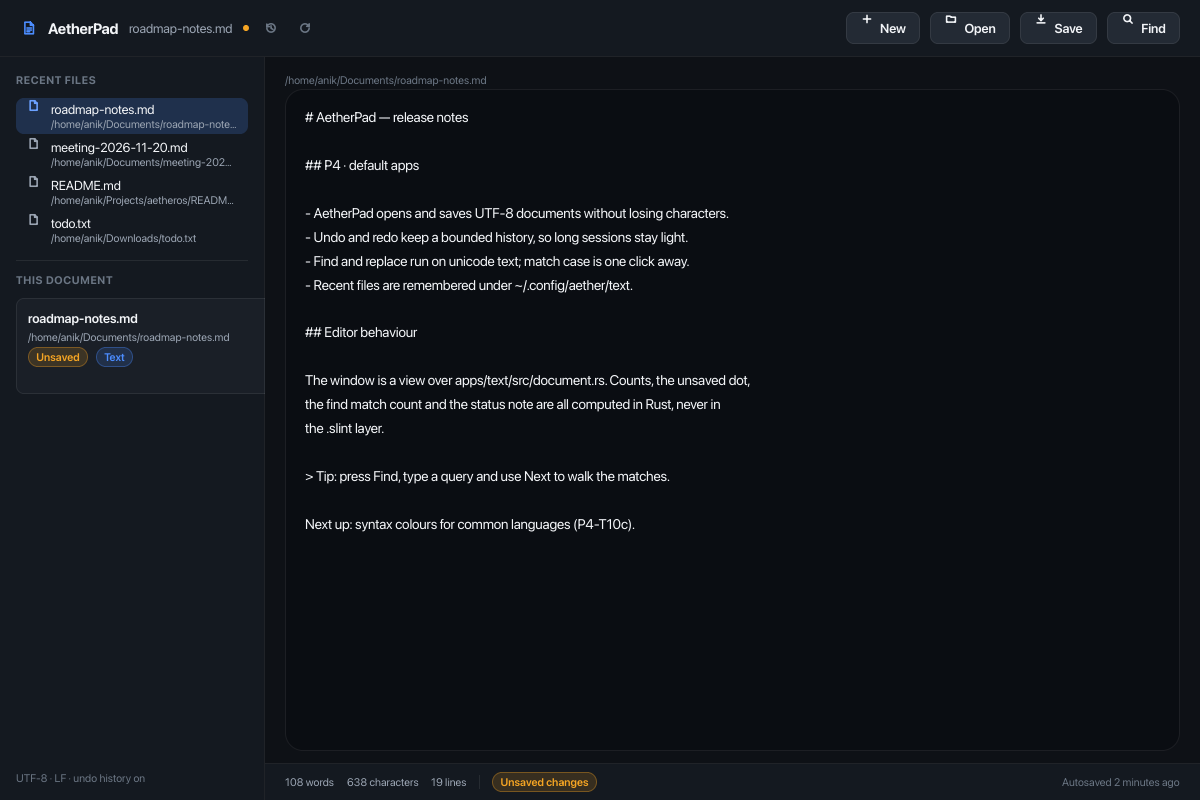 AetherPad roadmap-notes.md
New
Open
Save
Find
RECENT FILES
roadmap-notes.md
/home/anik/Documents/roadmap-note...
meeting-2026-11-20.md
/home/anik/Documents/meeting-202...
README.md
/home/anik/Projects/aetheros/READM...
todo.txt
/home/anik/Downloads/todo.txt
THIS DOCUMENT
roadmap-notes.md
/home/anik/Documents/roadmap-notes.md
Unsaved Text
UTF-8 · LF · undo history on
/home/anik/Documents/roadmap-notes.md
# AetherPad — release notes
## P4 · default apps
- AetherPad opens and saves UTF-8 documents without losing characters.
- Undo and redo keep a bounded history, so long sessions stay light.
- Find and replace run on unicode text; match case is one click away.
- Recent files are remembered under ~/.config/aether/text.
## Editor behaviour
The window is a view over apps/text/src/document.rs. Counts, the unsaved dot,
the find match count and the status note are all computed in Rust, never in
the .slint layer.
> Tip: press Find, type a query and use Next to walk the matches.
Next up: syntax colours for common languages (P4-T10c).
108 words 638 characters 19 lines Unsaved changes Autosaved 2 minutes ago